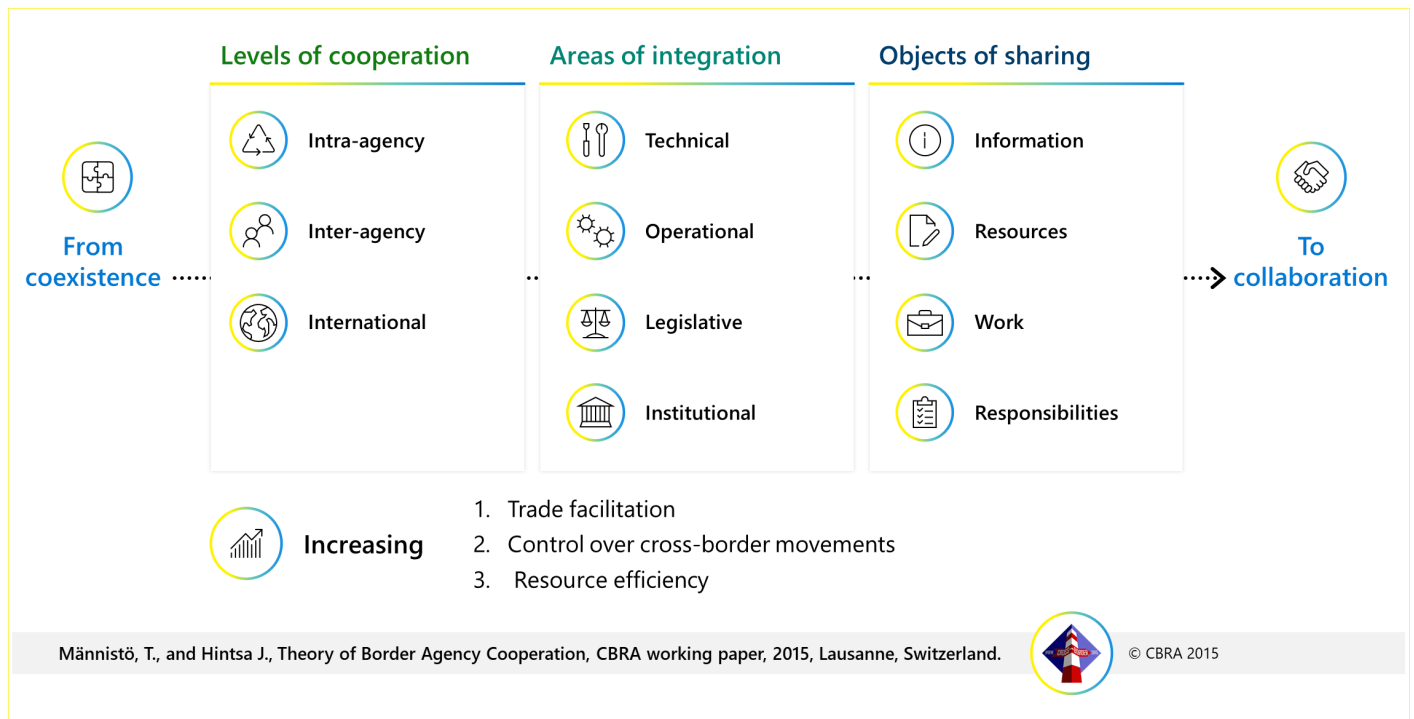 Levels of cooperation
Areas of integration
Objects of sharing
From
coexistence
Intra-agency
Inter-agency
International
Technical
Operational
Legislative
Institutional
Information
Resources
Work
Responsibilities
To
collaboration
Increasing
1. Trade facilitation
2. Control over cross-border movements
3. Resource efficiency
Männistö, T., and Hintsa J., Theory of Border Agency Cooperation, CBRA working paper, 2015, Lausanne, Switzerland.
© CBRA 2015